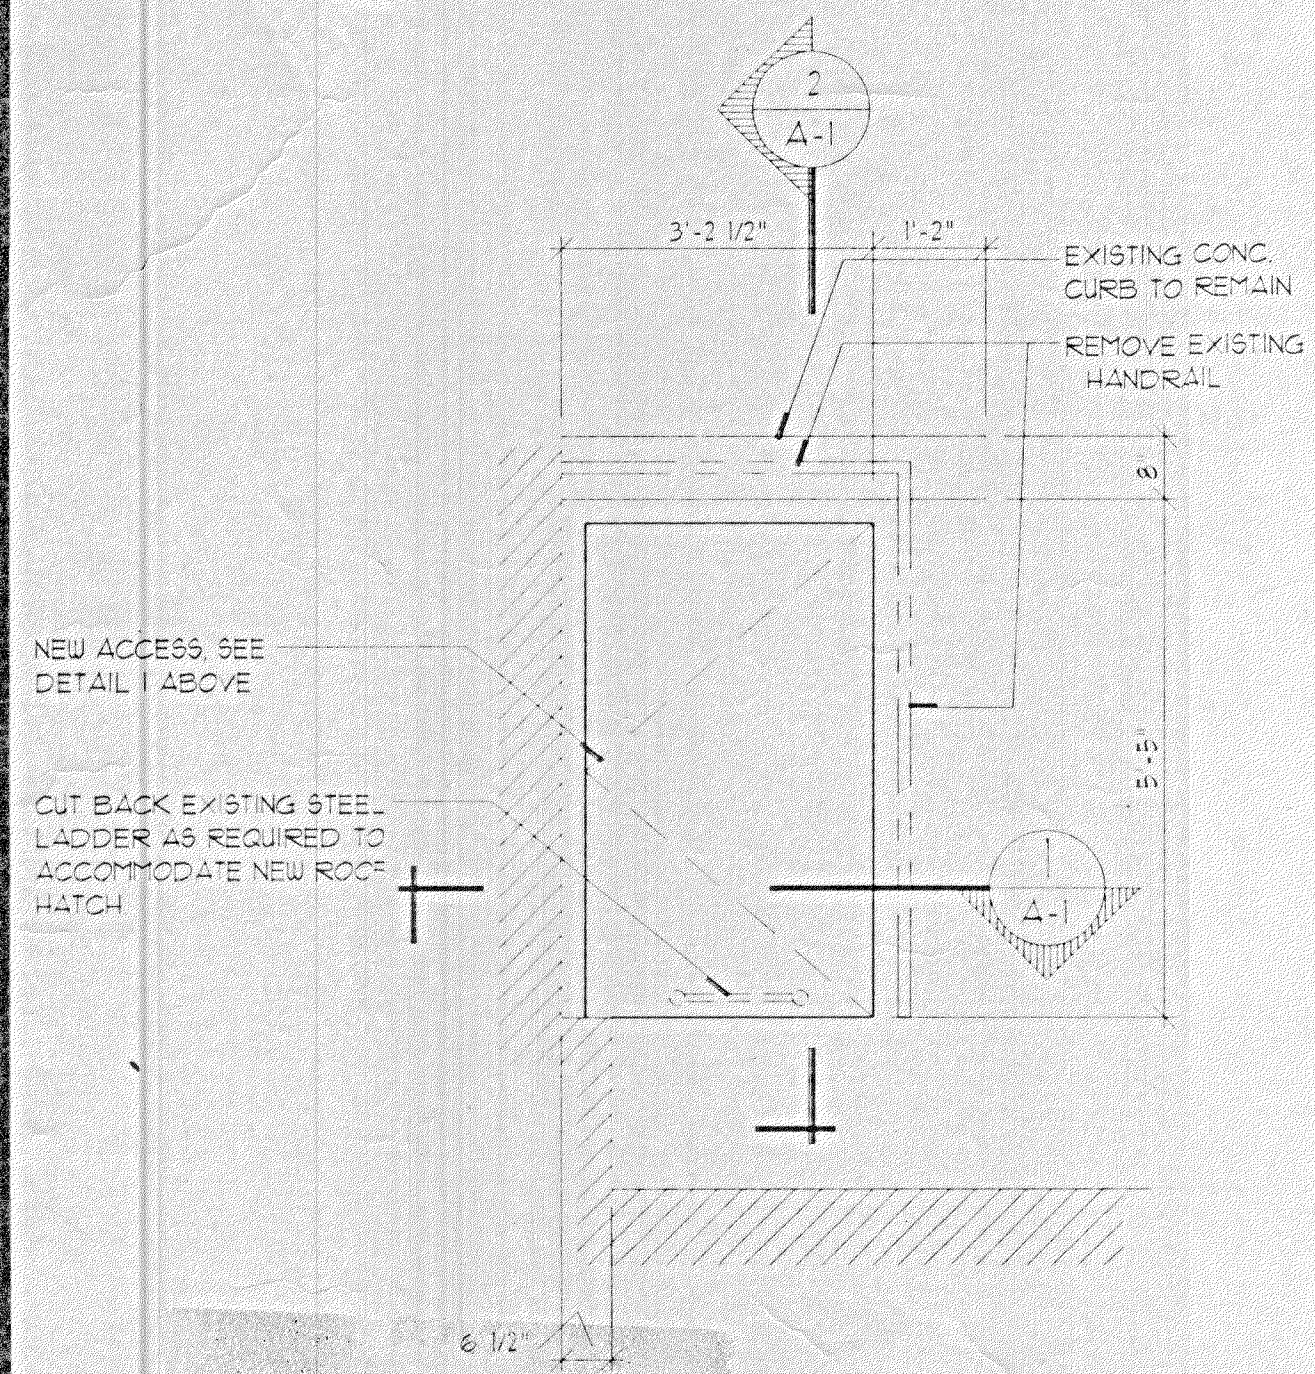 2
A-1
3'-2 1/2"
1'-2"
EXISTING CONC.
CURB TO REMAIN
REMOVE EXISTING
HANDRAIL
8
NEW ACCESS, SEE
DETAIL 1 ABOVE
5'-5"
CUT BACK EXISTING STEEL
LADDER AS REQUIRED TO
ACCOMMODATE NEW ROOF
HATCH
1
A-1
6 1/2"